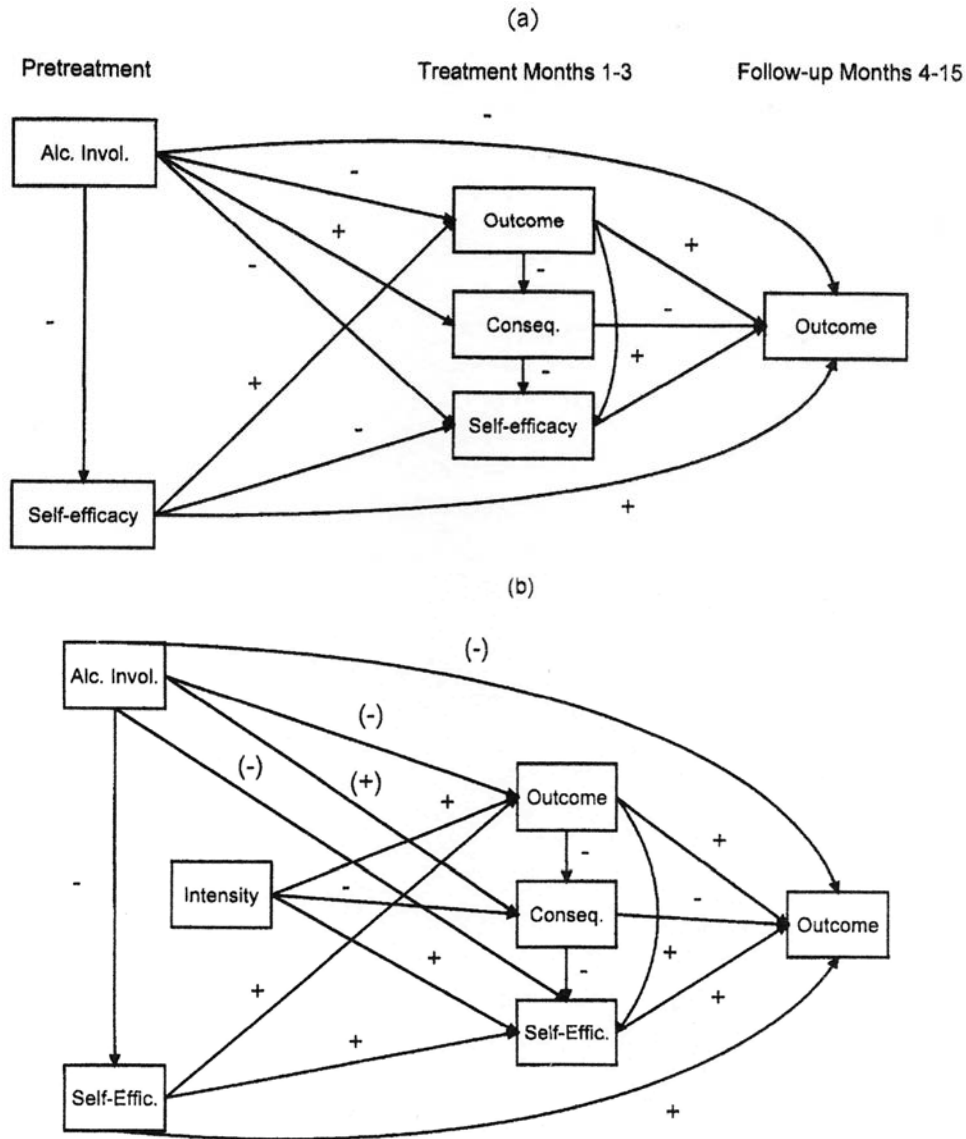 (a)
Pretreatment Treatment Months 1-3 Follow-up Months 4-15
-
Alc. Invol.
-
Outcome
+
+
-
-
Conseq.
-
Outcome
-
-
+
+
Self-efficacy
-
Self-efficacy
+
(b)
(-)
Alc. Invol.
(-)
(-)
(+)
Outcome
+
+
-
-
Intensity
-
Conseq.
-
Outcome
+
-
+
+
+
Self-Effic.
+
Self-Effic.
+